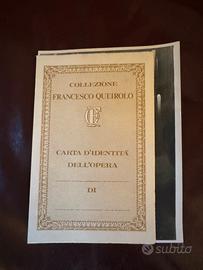 COLLEZIONE
FRANCESCO QUEIROLO
CARTA D'IDENTITÀ
DELL'OPERA
DI
subito